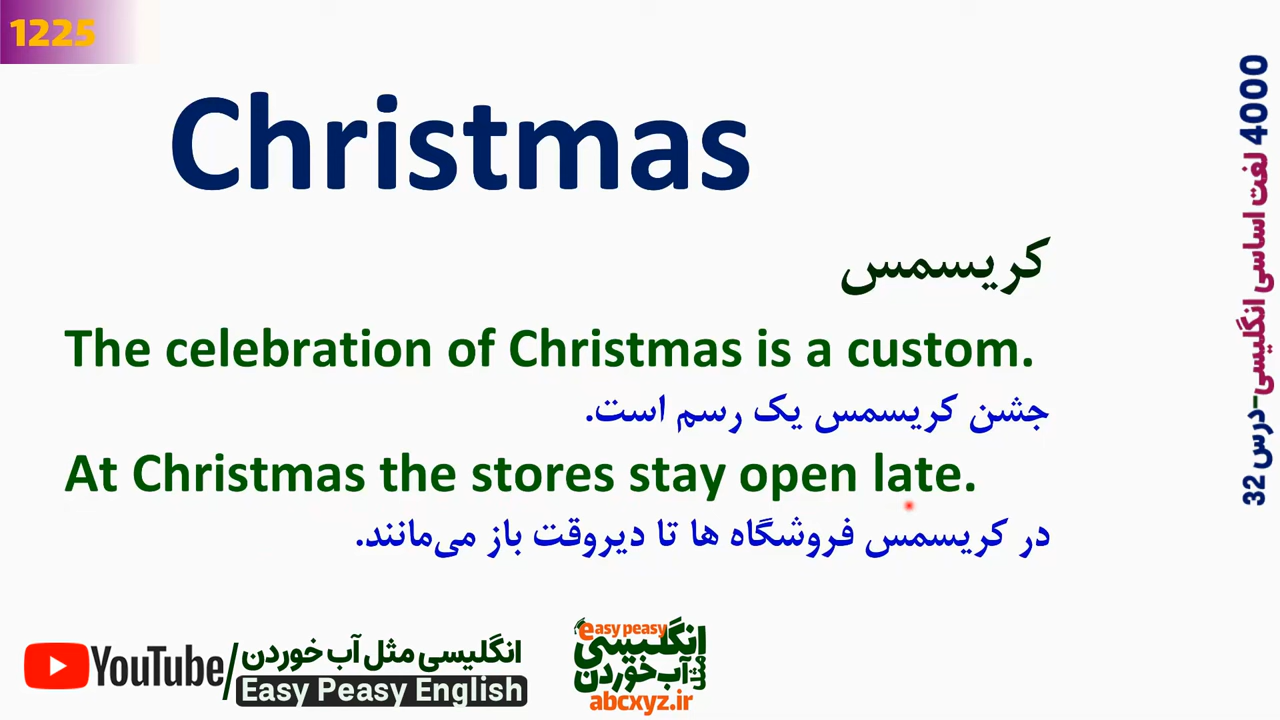 1225
Christmas
کریسمس
The celebration of Christmas is a custom.
جشن کریسمس یک رسم است.
At Christmas the stores stay open late.
در کریسمس فروشگاه ها تا دیروقت باز می‌مانند.
4000 لغت اساسی انگلیسی-درس 32
YouTube/انگلیسی مثل آب خوردن
Easy Peasy English
easy peasy
انگلیسی
مثل آب خوردن
abcxyz.ir